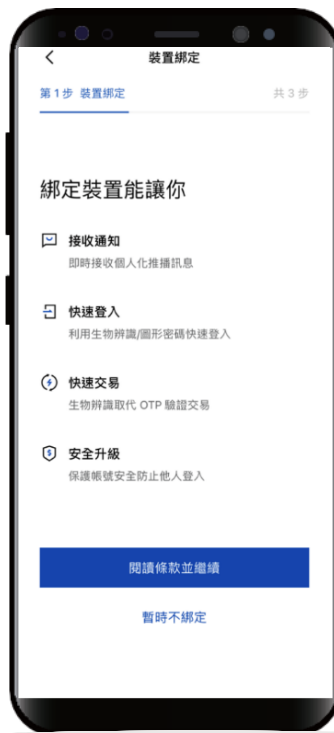 裝置綁定
第 1 步 裝置綁定
共 3 步
綁定裝置能讓你
接收通知
即時接收個人化推播訊息
快速登入
利用生物辨識/圖形密碼快速登入
快速交易
生物辨識取代 OTP 驗證交易
安全升級
保護帳號安全防止他人登入
閱讀條款並繼續
暫時不綁定